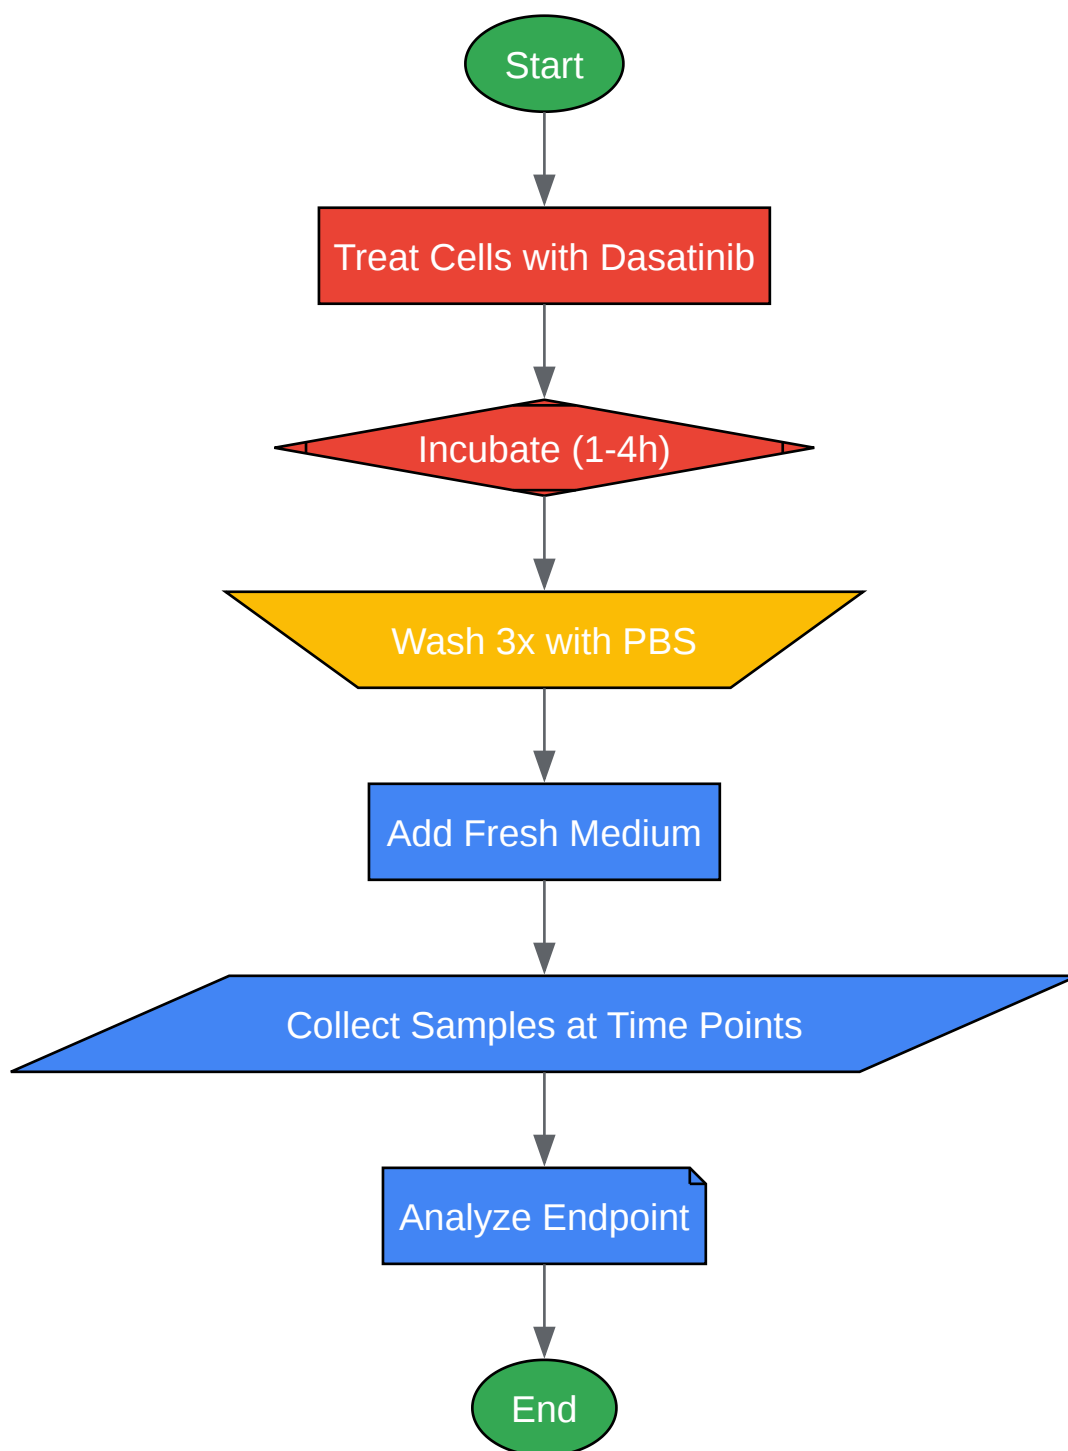 Start
Treat Cells with Dasatinib
Incubate (1-4h)
Wash 3x with PBS
Add Fresh Medium
Collect Samples at Time Points
Analyze Endpoint
End